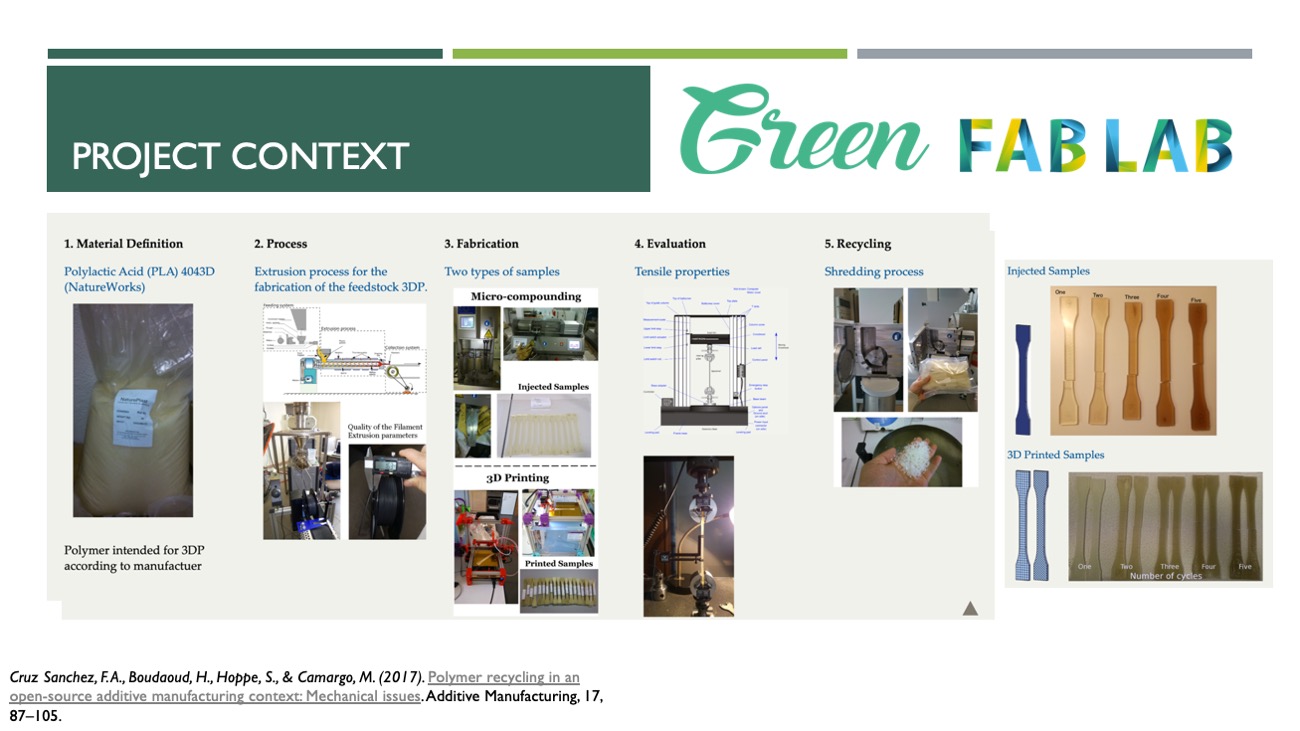 PROJECT CONTEXT
Green FAB LAB
1. Material Definition
Polylactic Acid (PLA) 4043D
(NatureWorks)
Polymer intended for 3DP
according to manufactuer
2. Process
Extrusion process for the
fabrication of the feedstock 3DP.
Feeding system
Extrusion process
Collection system
Quality of the Filament
Extrusion parameters
3. Fabrication
Two types of samples
Micro-compounding
Injected Samples
3D Printing
Printed Samples
4. Evaluation
Tensile properties
5. Recycling
Shredding process
Injected Samples
One Two Three Four Five
3D Printed Samples
One Two Three Four Five
Number of cycles
Cruz Sanchez, F.A., Boudaoud, H., Hoppe, S., & Camargo, M. (2017). Polymer recycling in an
open-source additive manufacturing context: Mechanical issues. Additive Manufacturing, 17,
87–105.